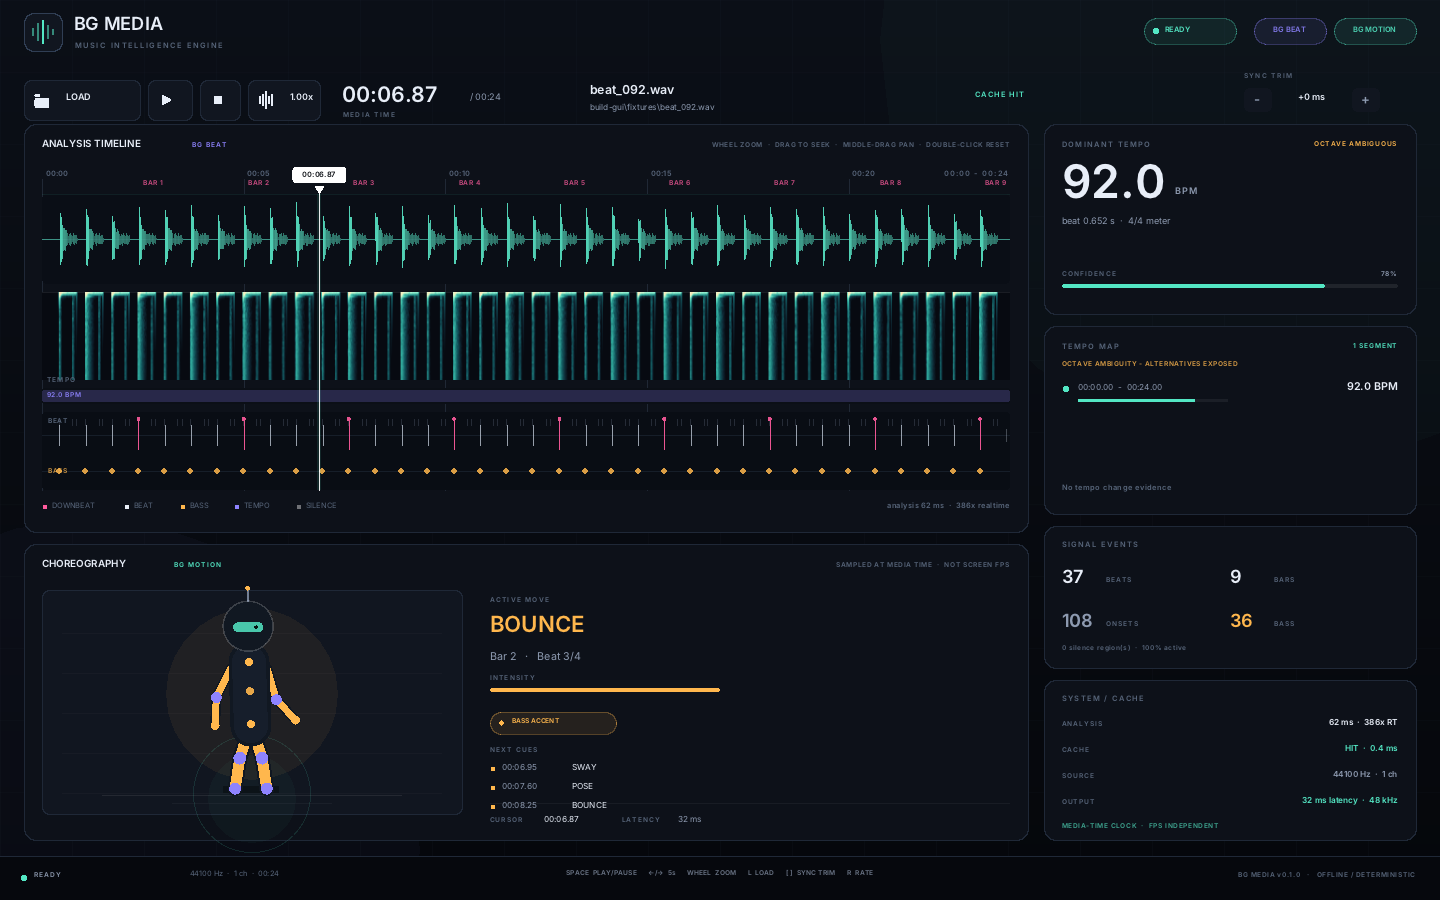 BG MEDIA
MUSIC INTELLIGENCE ENGINE
READY
BG BEAT
BG MOTION
LOAD
1.00x
00:06.87 / 00:24
MEDIA TIME
beat_092.wav
build-gui\fixtures\beat_092.wav
CACHE HIT
SYNC TRIM
- +0 ms +
ANALYSIS TIMELINE BG BEAT
WHEEL ZOOM · DRAG TO SEEK · MIDDLE-DRAG PAN · DOUBLE-CLICK RESET
00:00 00:05 00:06.87 00:10 00:15 00:20 00:00 - 00:24
BAR 1 BAR 2 BAR 3 BAR 4 BAR 5 BAR 6 BAR 7 BAR 8 BAR 9
TEMPO
92.0 BPM
BEAT
BASS
DOWNBEAT BEAT BASS TEMPO SILENCE
analysis 62 ms · 386x realtime
DOMINANT TEMPO OCTAVE AMBIGUOUS
92.0 BPM
beat 0.652 s · 4/4 meter
CONFIDENCE 78%
TEMPO MAP 1 SEGMENT
OCTAVE AMBIGUITY - ALTERNATIVES EXPOSED
00:00.00 - 00:24.00 92.0 BPM
No tempo change evidence
SIGNAL EVENTS
37 BEATS 9 BARS
108 ONSETS 36 BASS
0 silence region(s) · 100% active
CHOREOGRAPHY BG MOTION
SAMPLED AT MEDIA TIME · NOT SCREEN FPS
ACTIVE MOVE
BOUNCE
Bar 2 · Beat 3/4
INTENSITY
BASS ACCENT
NEXT CUES
00:06.95 SWAY
00:07.60 POSE
00:08.25 BOUNCE
CURSOR 00:06.87 LATENCY 32 ms
SYSTEM / CACHE
ANALYSIS 62 ms · 386x RT
CACHE HIT · 0.4 ms
SOURCE 44100 Hz · 1 ch
OUTPUT 32 ms latency · 48 kHz
MEDIA-TIME CLOCK · FPS INDEPENDENT
READY
44100 Hz · 1 ch · 00:24
SPACE PLAY/PAUSE ←/→ 5s WHEEL ZOOM L LOAD [ ] SYNC TRIM R RATE
BG MEDIA v0.1.0 · OFFLINE / DETERMINISTIC